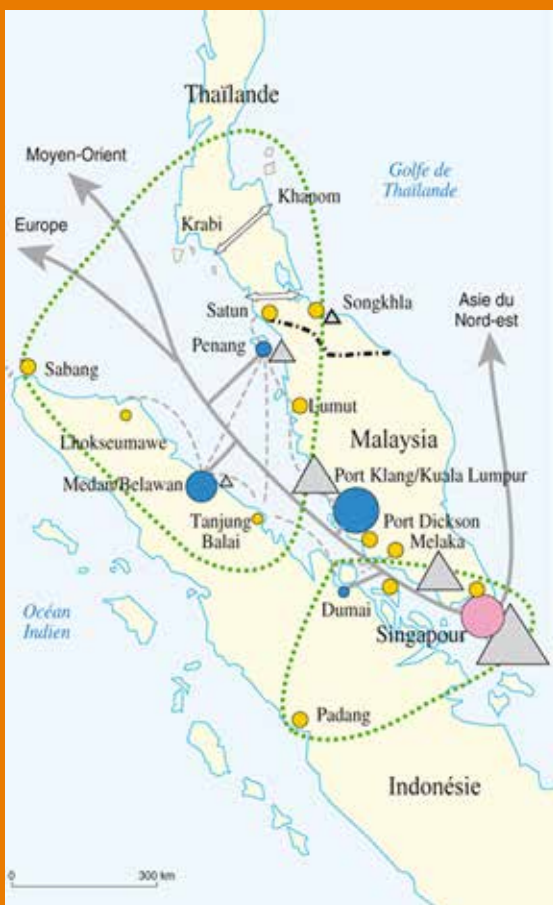 Thaïlande
Moyen-Orient
Golfe de
Thaïlande
Khanom
Europe
Krabi
Satun
Songkhla
Asie du
Nord-est
Penang
Sabang
Lumut
Lhokseumawe
Malaysia
Medan/Belawan
Port Klang/Kuala Lumpur
Tanjung
Balai
Port Dickson
Melaka
Océan
Indien
Dumai
Singapour
Padang
Indonésie
0
300 km